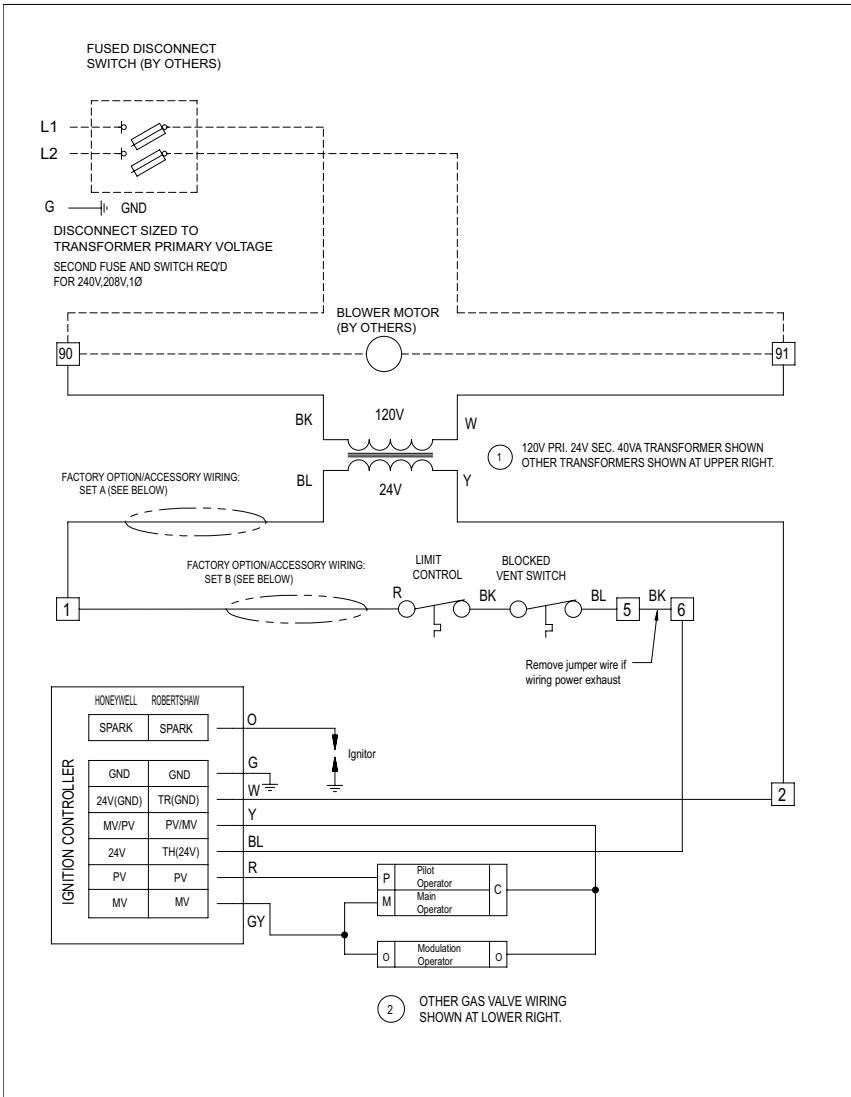 FUSED DISCONNECT
SWITCH (BY OTHERS)
L1
L2
G
GND
DISCONNECT SIZED TO
TRANSFORMER PRIMARY VOLTAGE
SECOND FUSE AND SWITCH REQ'D
FOR 240V,208V,1Ø
BLOWER MOTOR
(BY OTHERS)
90
91
BK
120V
W
1
120V PRI. 24V SEC. 40VA TRANSFORMER SHOWN
OTHER TRANSFORMERS SHOWN AT UPPER RIGHT.
BL
24V
Y
FACTORY OPTION/ACCESSORY WIRING:
SET A (SEE BELOW)
FACTORY OPTION/ACCESSORY WIRING:
SET B (SEE BELOW)
LIMIT
CONTROL
BLOCKED
VENT SWITCH
1
R
BK
BL
5
BK
6
Remove jumper wire if
wiring power exhaust
IGNITION CONTROLLER
HONEYWELL ROBERTSHAW
SPARK SPARK
O
Ignitor
GND GND
G
24V(GND) TR(GND)
W
2
MV/PV PV/MV
Y
24V TH(24V)
BL
PV PV
R
MV MV
GY
P
Pilot
Operator
C
M
Main
Operator
O
Modulation
Operator
O
2
OTHER GAS VALVE WIRING
SHOWN AT LOWER RIGHT.